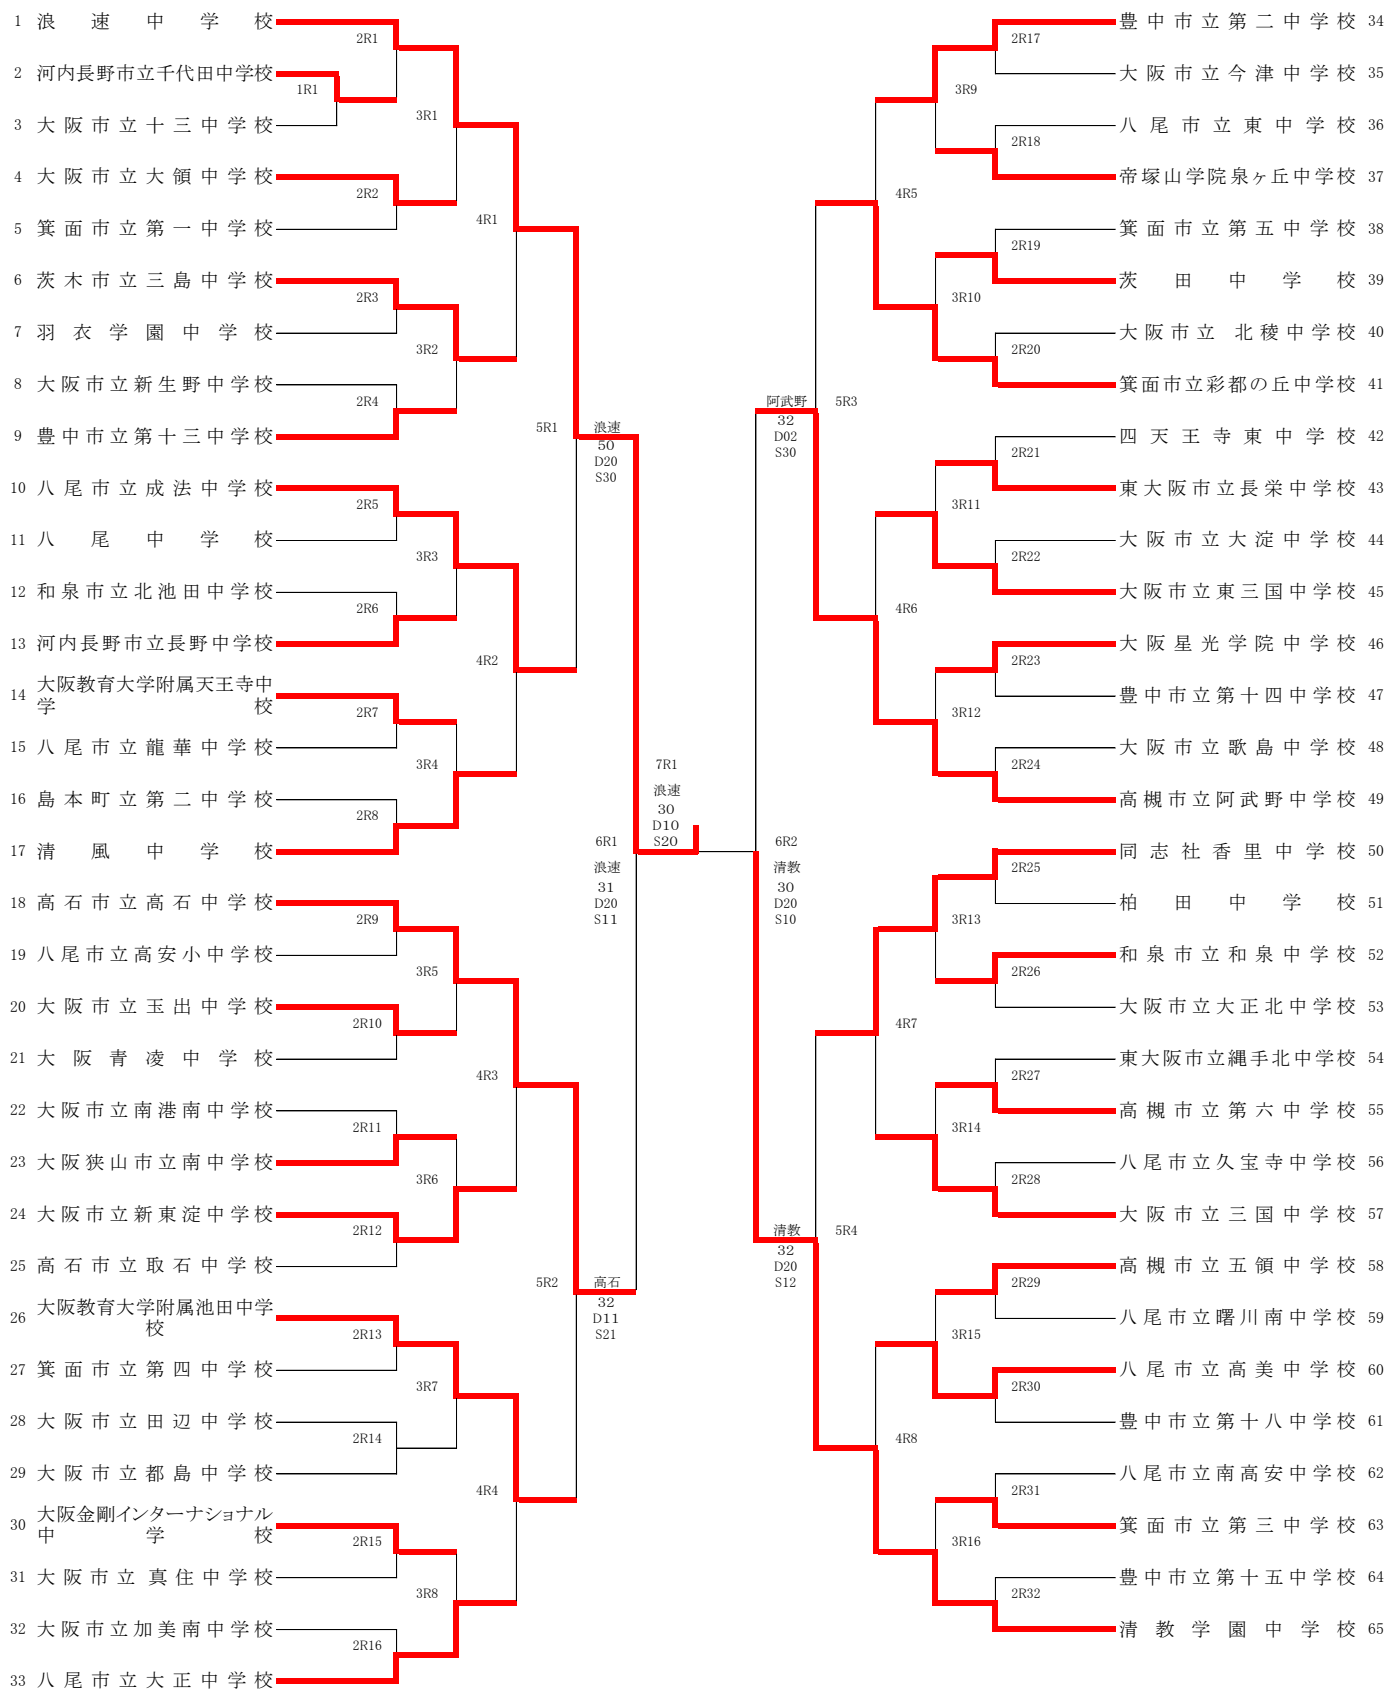 1 浪速中学校
2 河内長野市立千代田中学校
3 大阪市立十三中学校
4 大阪市立大領中学校
5 箕面市立第一中学校
6 茨木市立三島中学校
7 羽衣学園中学校
8 大阪市立新生野中学校
9 豊中市立第十三中学校
10 八尾市立成法中学校
11 八尾中学校
12 和泉市立北池田中学校
13 河内長野市立長野中学校
14 大阪教育大学附属天王寺中
学校
15 八尾市立龍華中学校
16 島本町立第二中学校
17 清風中学校
18 高石市立高石中学校
19 八尾市立高安小中学校
20 大阪市立玉出中学校
21 大阪青凌中学校
22 大阪市立南港南中学校
23 大阪狭山市立南中学校
24 大阪市立新東淀中学校
25 高石市立取石中学校
26 大阪教育大学附属池田中学
校
27 箕面市立第四中学校
28 大阪市立田辺中学校
29 大阪市立都島中学校
30 大阪金剛インターナショナル
中学校
31 大阪市立真住中学校
32 大阪市立加美南中学校
33 八尾市立大正中学校
1R1
2R1
2R2
2R3
2R4
2R5
2R6
2R7
2R8
2R9
2R10
2R11
2R12
2R13
2R14
2R15
2R16
3R1
3R2
3R3
3R4
3R5
3R6
3R7
3R8
4R1
4R2
4R3
4R4
5R1
浪速
50
D20
S30
5R2
高石
32
D11
S21
6R1
浪速
31
D20
S11
7R1
浪速
30
D10
S20
6R2
清教
30
D20
S10
阿武野
32
D02
S30
5R3
清教
32
D20
S12
5R4
4R5
4R6
4R7
4R8
3R9
3R10
3R11
3R12
3R13
3R14
3R15
3R16
2R17
2R18
2R19
2R20
2R21
2R22
2R23
2R24
2R25
2R26
2R27
2R28
2R29
2R30
2R31
2R32
豊中市立第二中学校 34
大阪市立今津中学校 35
八尾市立東中学校 36
帝塚山学院泉ヶ丘中学校 37
箕面市立第五中学校 38
茨田中学校 39
大阪市立 北稜中学校 40
箕面市立彩都の丘中学校 41
四天王寺東中学校 42
東大阪市立長栄中学校 43
大阪市立大淀中学校 44
大阪市立東三国中学校 45
大阪星光学院中学校 46
豊中市立第十四中学校 47
大阪市立歌島中学校 48
高槻市立阿武野中学校 49
同志社香里中学校 50
柏田中学校 51
和泉市立和泉中学校 52
大阪市立大正北中学校 53
東大阪市立縄手北中学校 54
高槻市立第六中学校 55
八尾市立久宝寺中学校 56
大阪市立三国中学校 57
高槻市立五領中学校 58
八尾市立曙川南中学校 59
八尾市立高美中学校 60
豊中市立第十八中学校 61
八尾市立南高安中学校 62
箕面市立第三中学校 63
豊中市立第十五中学校 64
清教学園中学校 65